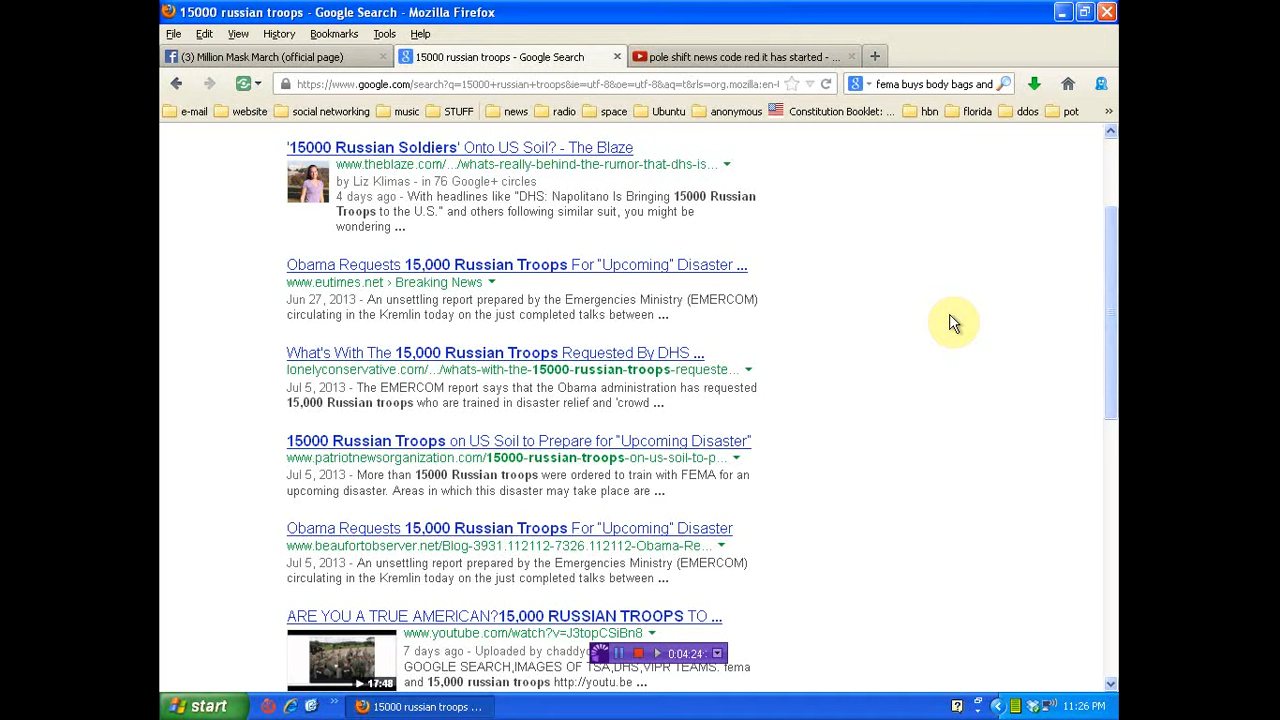 15000 russian troops - Google Search - Mozilla Firefox
File Edit View History Bookmarks Tools Help
(3) Million Mask March (official page)
15000 russian troops - Google Search
pole shift news code red it has started - ...
https://www.google.com/search?q=15000+russian+troops&ie=utf-8&oe=utf-8&aq=t&rls=org.mozilla:en-
fema buys body bags and
e-mail website social networking music STUFF news radio space Ubuntu anonymous Constitution Booklet: ... hbn florida ddos pot »
'15000 Russian Soldiers' Onto US Soil? - The Blaze
www.theblaze.com/.../whats-really-behind-the-rumor-that-dhs-is...
by Liz Klimas - in 76 Google+ circles
4 days ago - With headlines like "DHS: Napolitano Is Bringing 15000 Russian
Troops to the U.S." and others following similar suit, you might be
wondering ...
Obama Requests 15,000 Russian Troops For "Upcoming" Disaster ...
www.eutimes.net › Breaking News
Jun 27, 2013 - An unsettling report prepared by the Emergencies Ministry (EMERCOM)
circulating in the Kremlin today on the just completed talks between ...
What's With The 15,000 Russian Troops Requested By DHS ...
lonelyconservative.com/.../whats-with-the-15000-russian-troops-requeste...
Jul 5, 2013 - The EMERCOM report says that the Obama administration has requested
15,000 Russian troops who are trained in disaster relief and 'crowd ...
15000 Russian Troops on US Soil to Prepare for "Upcoming Disaster"
www.patriotnewsorganization.com/15000-russian-troops-on-us-soil-to-p...
Jul 5, 2013 - More than 15000 Russian troops were ordered to train with FEMA for an
upcoming disaster. Areas in which this disaster may take place are ...
Obama Requests 15,000 Russian Troops For "Upcoming" Disaster
www.beaufortobserver.net/Blog-3931.112112-7326.112112-Obama-Re...
Jul 5, 2013 - An unsettling report prepared by the Emergencies Ministry (EMERCOM)
circulating in the Kremlin today on the just completed talks between ...
ARE YOU A TRUE AMERICAN?15,000 RUSSIAN TROOPS TO ...
www.youtube.com/watch?v=J3topCSiBn8
7 days ago - Uploaded by chaddy
0:04:24
GOOGLE SEARCH,IMAGES OF TSA,DHS,VIPR TEAMS. fema
and 15,000 russian troops http://youtu.be ...
17:48
start
15000 russian troops ...
11:26 PM